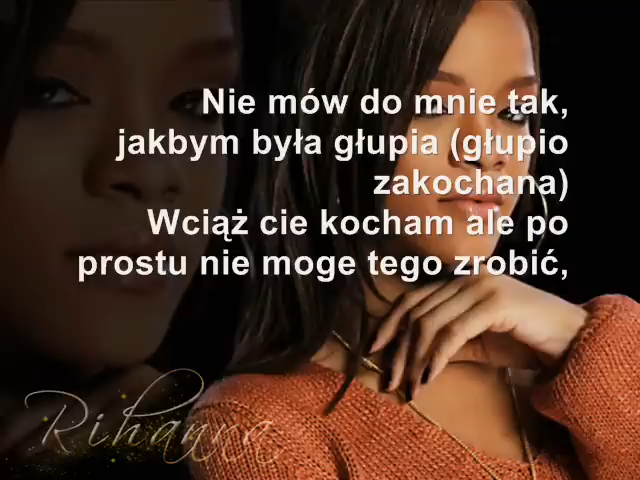 Nie mów do mnie tak,
jakbym była głupia (głupio
zakochana)
Wciąż cie kocham ale po
prostu nie moge tego zrobić,
Rihanna